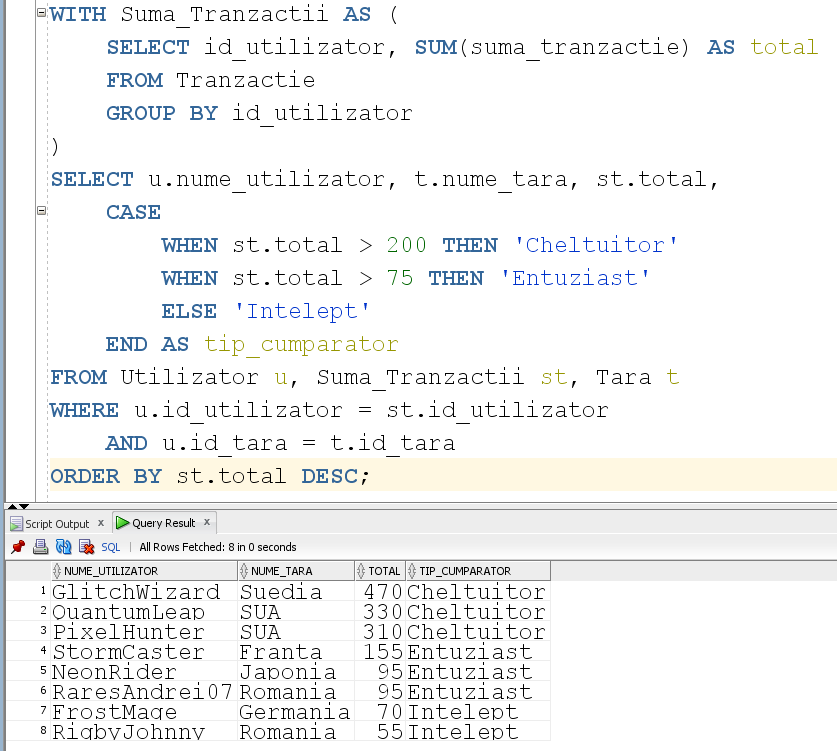 WITH Suma_Tranzactii AS (
SELECT id_utilizator, SUM(suma_tranzactie) AS total
FROM Tranzactie
GROUP BY id_utilizator
)
SELECT u.nume_utilizator, t.nume_tara, st.total,
CASE
WHEN st.total > 200 THEN 'Cheltuitor'
WHEN st.total > 75 THEN 'Entuziast'
ELSE 'Intelept'
END AS tip_cumparator
FROM Utilizator u, Suma_Tranzactii st, Tara t
WHERE u.id_utilizator = st.id_utilizator
AND u.id_tara = t.id_tara
ORDER BY st.total DESC;
Script Output x Query Result x
SQL | All Rows Fetched: 8 in 0 seconds
NUME_UTILIZATOR NUME_TARA TOTAL TIP_CUMPARATOR
1 GlitchWizard Suedia 470 Cheltuitor
2 QuantumLeap SUA 330 Cheltuitor
3 PixelHunter SUA 310 Cheltuitor
4 StormCaster Franta 155 Entuziast
5 NeonRider Japonia 95 Entuziast
6 RaresAndrei07 Romania 95 Entuziast
7 FrostMage Germania 70 Intelept
8 RigbyJohnny Romania 55 Intelept